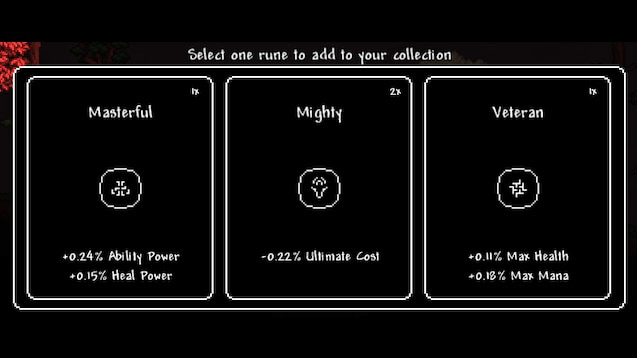 Select one rune to add to your collection
1x
Masterful
+0.24% Ability Power
+0.15% Heal Power
2x
Mighty
-0.22% Ultimate Cost
1x
Veteran
+0.11% Max Health
+0.18% Max Mana